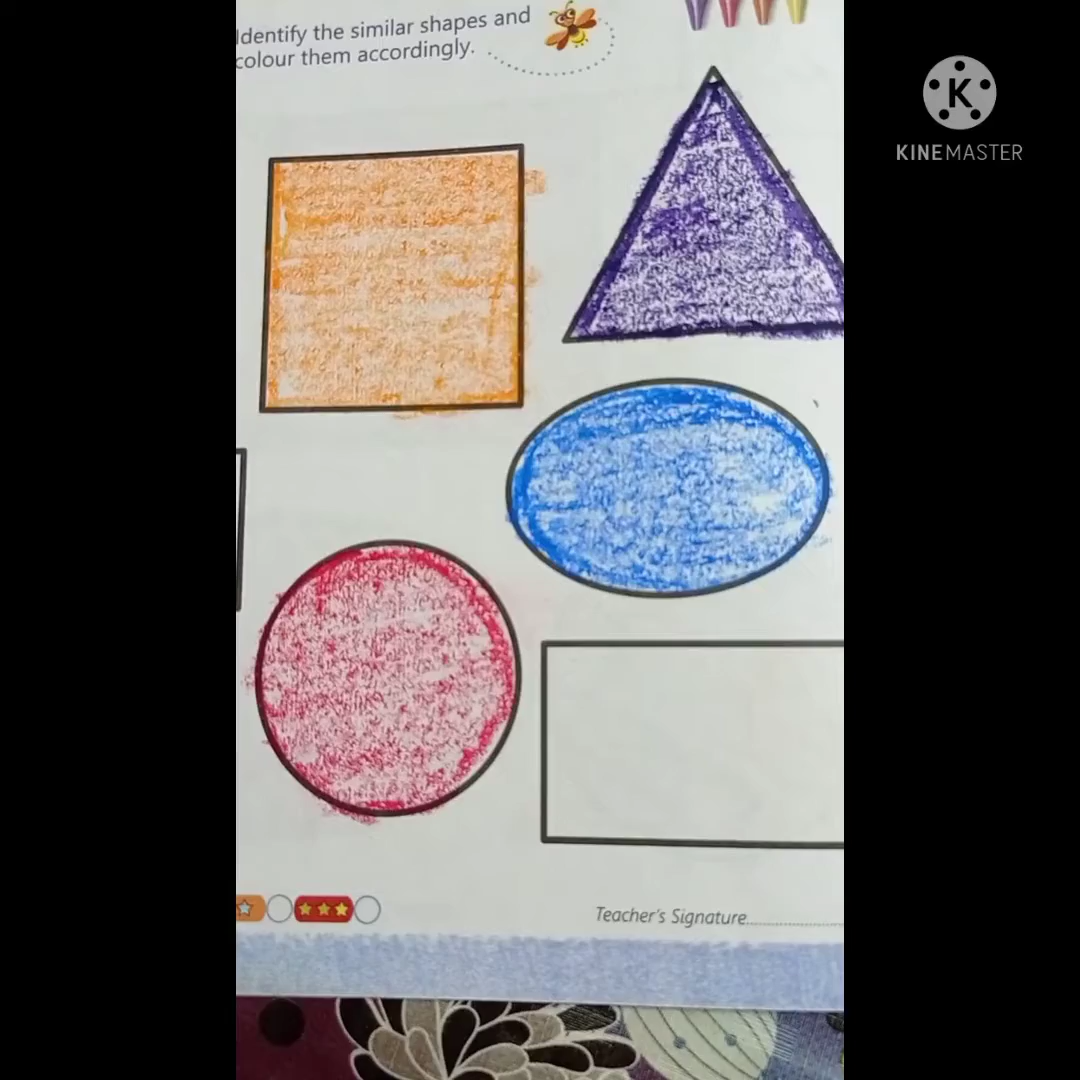 Identify the similar shapes and
colour them accordingly.
K
KINEMASTER
Teacher's Signature